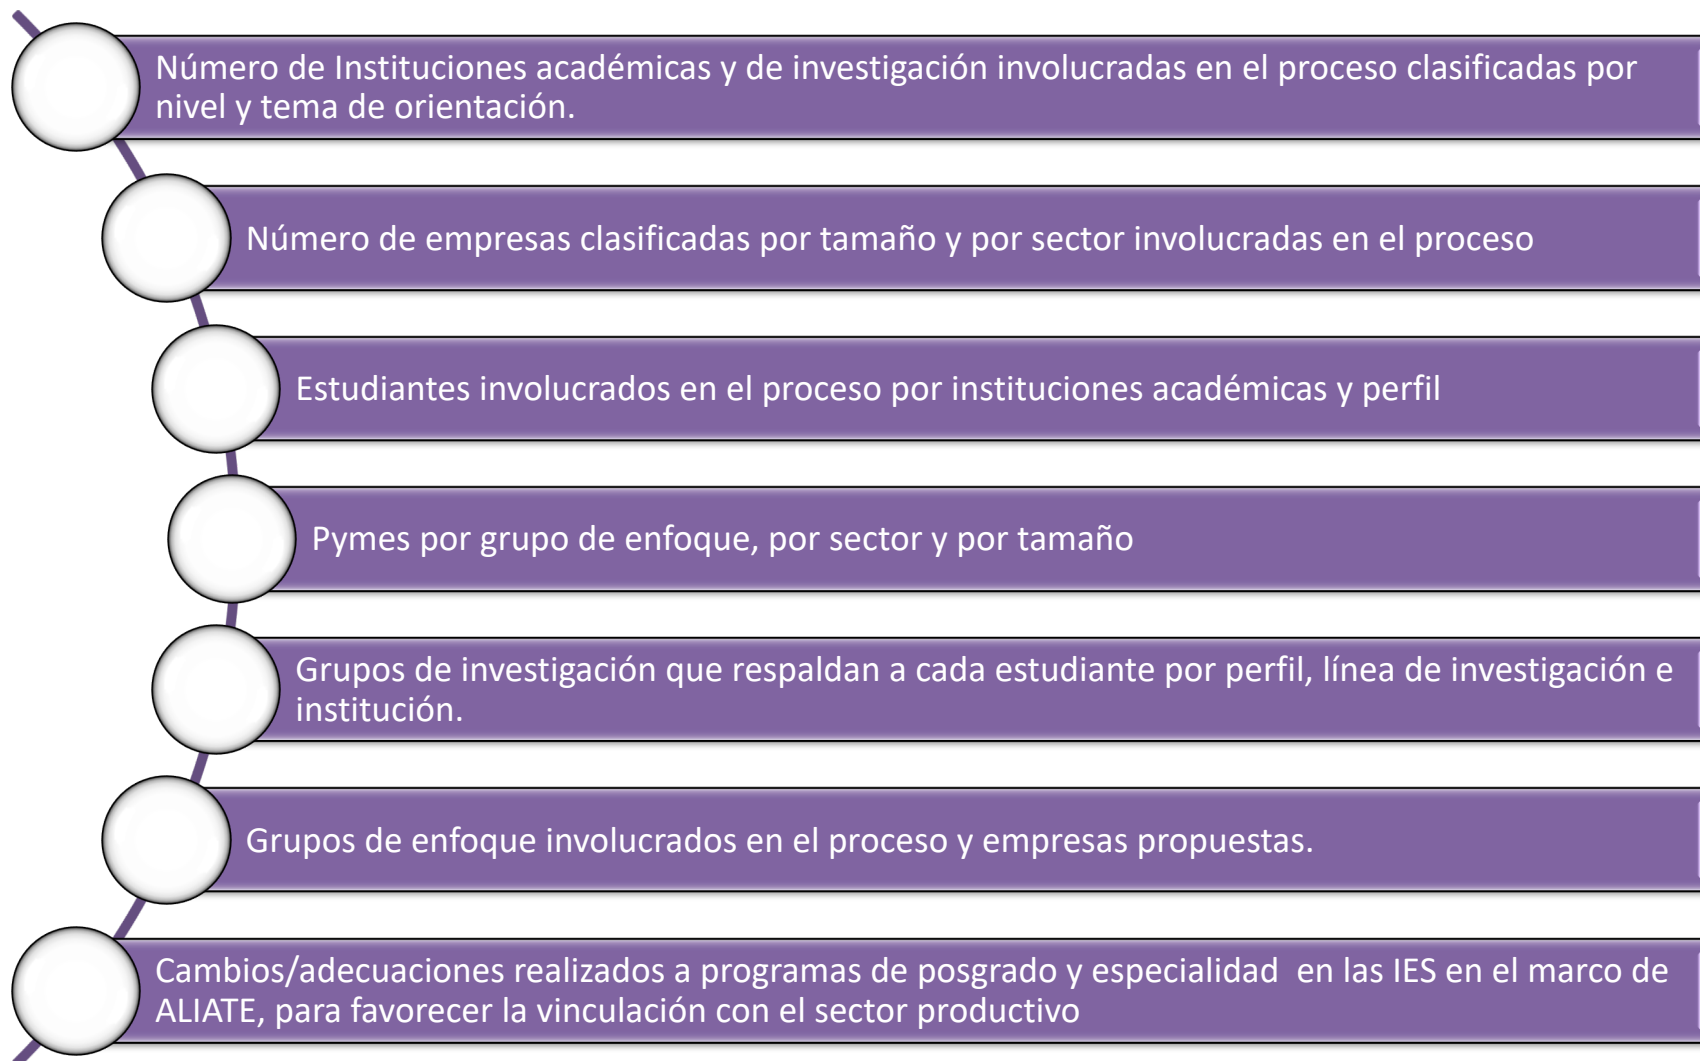 Número de Instituciones académicas y de investigación involucradas en el proceso clasificadas por
nivel y tema de orientación.
Número de empresas clasificadas por tamaño y por sector involucradas en el proceso
Estudiantes involucrados en el proceso por instituciones académicas y perfil
Pymes por grupo de enfoque, por sector y por tamaño
Grupos de investigación que respaldan a cada estudiante por perfil, línea de investigación e
institución.
Grupos de enfoque involucrados en el proceso y empresas propuestas.
Cambios/adecuaciones realizados a programas de posgrado y especialidad  en las IES en el marco de
ALIATE, para favorecer la vinculación con el sector productivo